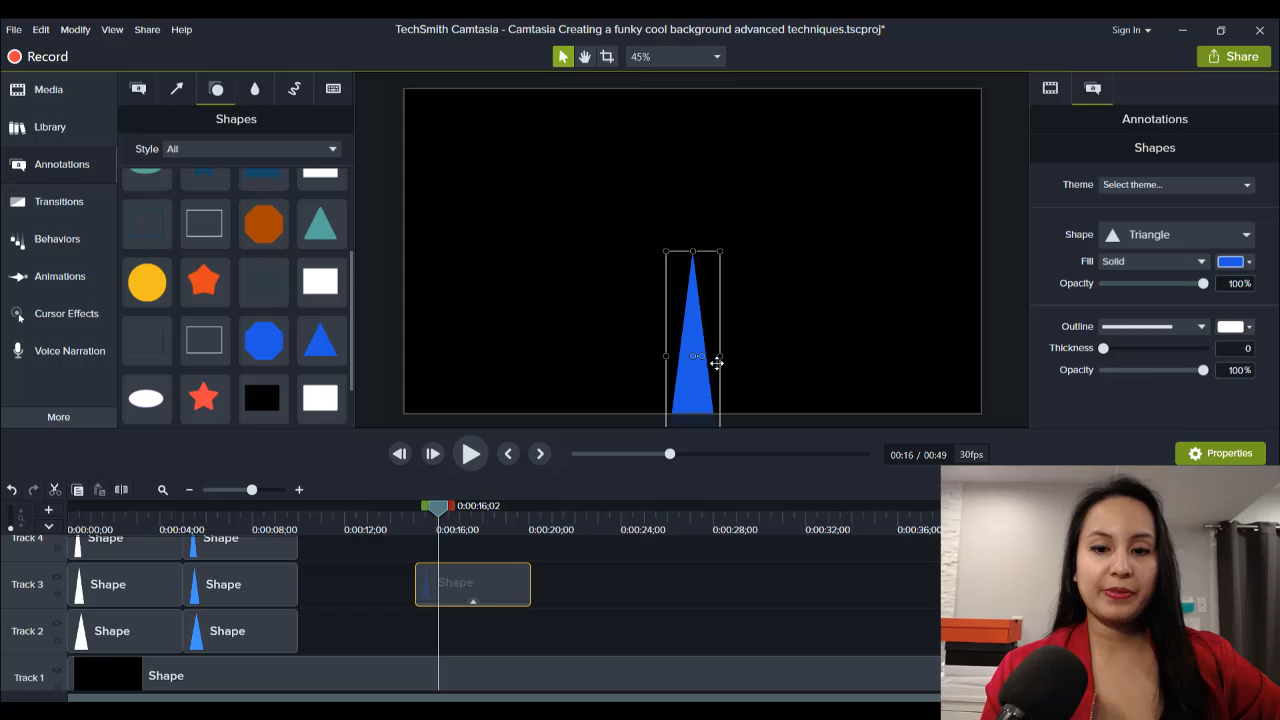 File Edit Modify View Share Help
TechSmith Camtasia - Camtasia Creating a funky cool background advanced techniques.tscproj*
Sign In
Record
45%
Share
Media
Library
Annotations
Transitions
Behaviors
Animations
Cursor Effects
Voice Narration
More
Shapes
Style All
Annotations
Shapes
Theme Select theme...
Shape Triangle
Fill Solid
Opacity 100%
Outline
Thickness 0
Opacity 100%
00:16 / 00:49 30fps
Properties
0:00:16;02
0:00:00;00 0:00:04;00 0:00:08;00 0:00:12;00 0:00:16;00 0:00:20;00 0:00:24;00 0:00:28;00 0:00:32;00 0:00:36;00
Track 4 Shape Shape
Track 3 Shape Shape Shape
Track 2 Shape Shape
Track 1 Shape